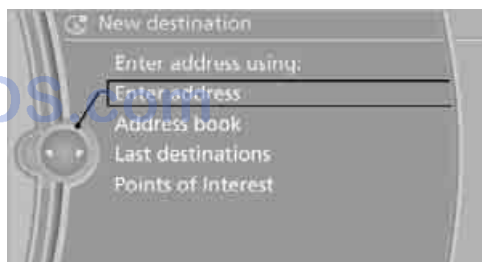 New destination
Enter address using:
Enter address
Address book
Last destinations
Points of Interest